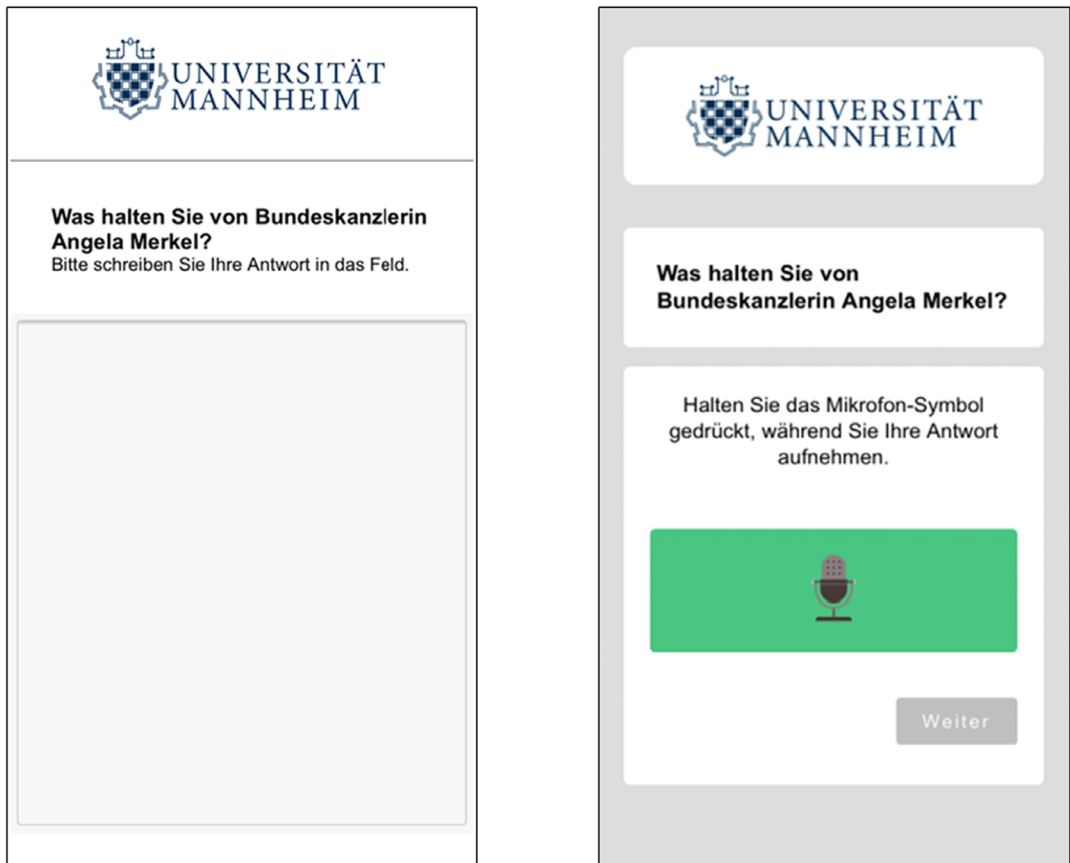 UNIVERSITÄT
MANNHEIM
Was halten Sie von Bundeskanzlerin
Angela Merkel?
Bitte schreiben Sie Ihre Antwort in das Feld.
UNIVERSITÄT
MANNHEIM
Was halten Sie von
Bundeskanzlerin Angela Merkel?
Halten Sie das Mikrofon-Symbol
gedrückt, während Sie Ihre Antwort
aufnehmen.
Weiter